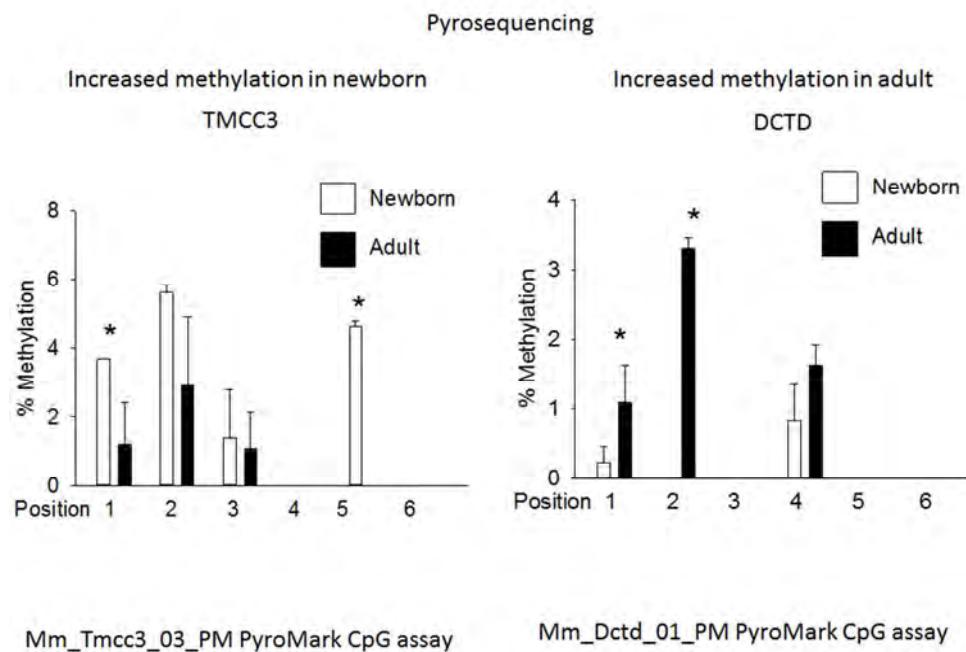 Pyrosequencing
Increased methylation in newborn
TMCC3
Newborn
Adult
8
6
4
2
0
% Methylation
*
*
Position 1 2 3 4 5 6
Mm_Tmcc3_03_PM PyroMark CpG assay
Increased methylation in adult
DCTD
Newborn
Adult
4
3
2
1
0
% Methylation
*
*
Position 1 2 3 4 5 6
Mm_Dctd_01_PM PyroMark CpG assay